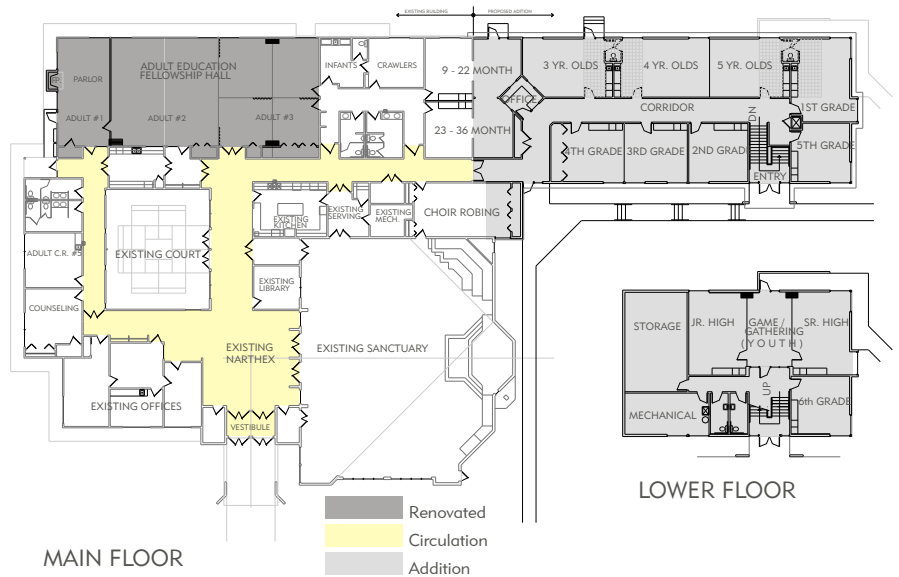 EXISTING BUILDING
PROPOSED ADITION
INFANTS
CRAWLERS
9 - 22 MONTH
3 YR. OLDS
4 YR. OLDS
5 YR. OLDS
PARLOR
ADULT EDUCATION
FELLOWSHIP HALL
OFFICE
CORRIDOR
DN
1ST GRADE
ADULT #1
ADULT #2
ADULT #3
23 - 36 MONTH
4TH GRADE
3RD GRADE
2ND GRAD
5TH GRADE
ENTRY
EXISTING
KITCHEN
EXISTING
SERVING
EXISTING
MECH.
CHOIR ROBING
ADULT C.R. #5
EXISTING COURT
EXISTING
LIBRARY
COUNSELING
EXISTING
NARTHEX
EXISTING SANCTUARY
EXISTING OFFICES
VESTIBULE
STORAGE
JR. HIGH
GAME /
GATHERING
( Y O U T H )
SR. HIGH
UP
6th GRADE
MECHANICAL
LOWER FLOOR
MAIN FLOOR
Renovated
Circulation
Addition